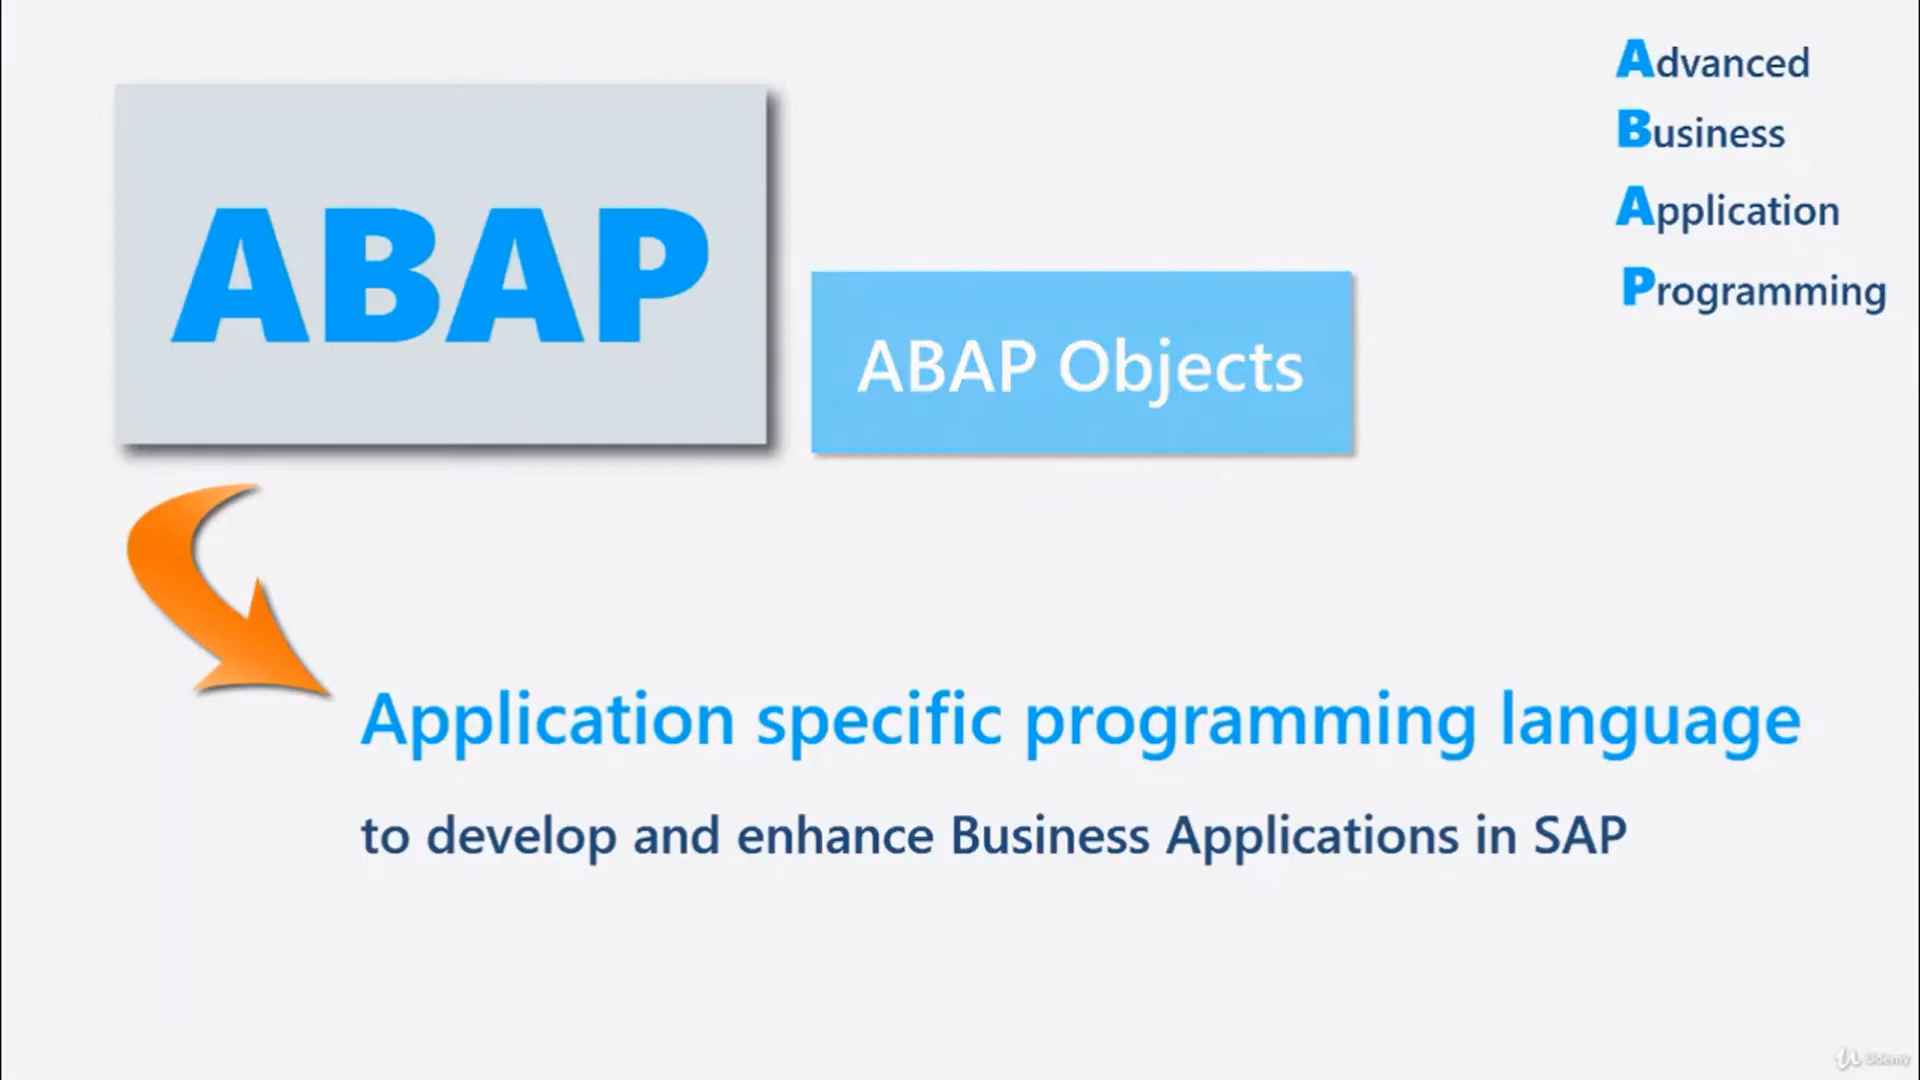 ABAP
ABAP Objects
Advanced
Business
Application
Programming
Application specific programming language
to develop and enhance Business Applications in SAP
Udemy